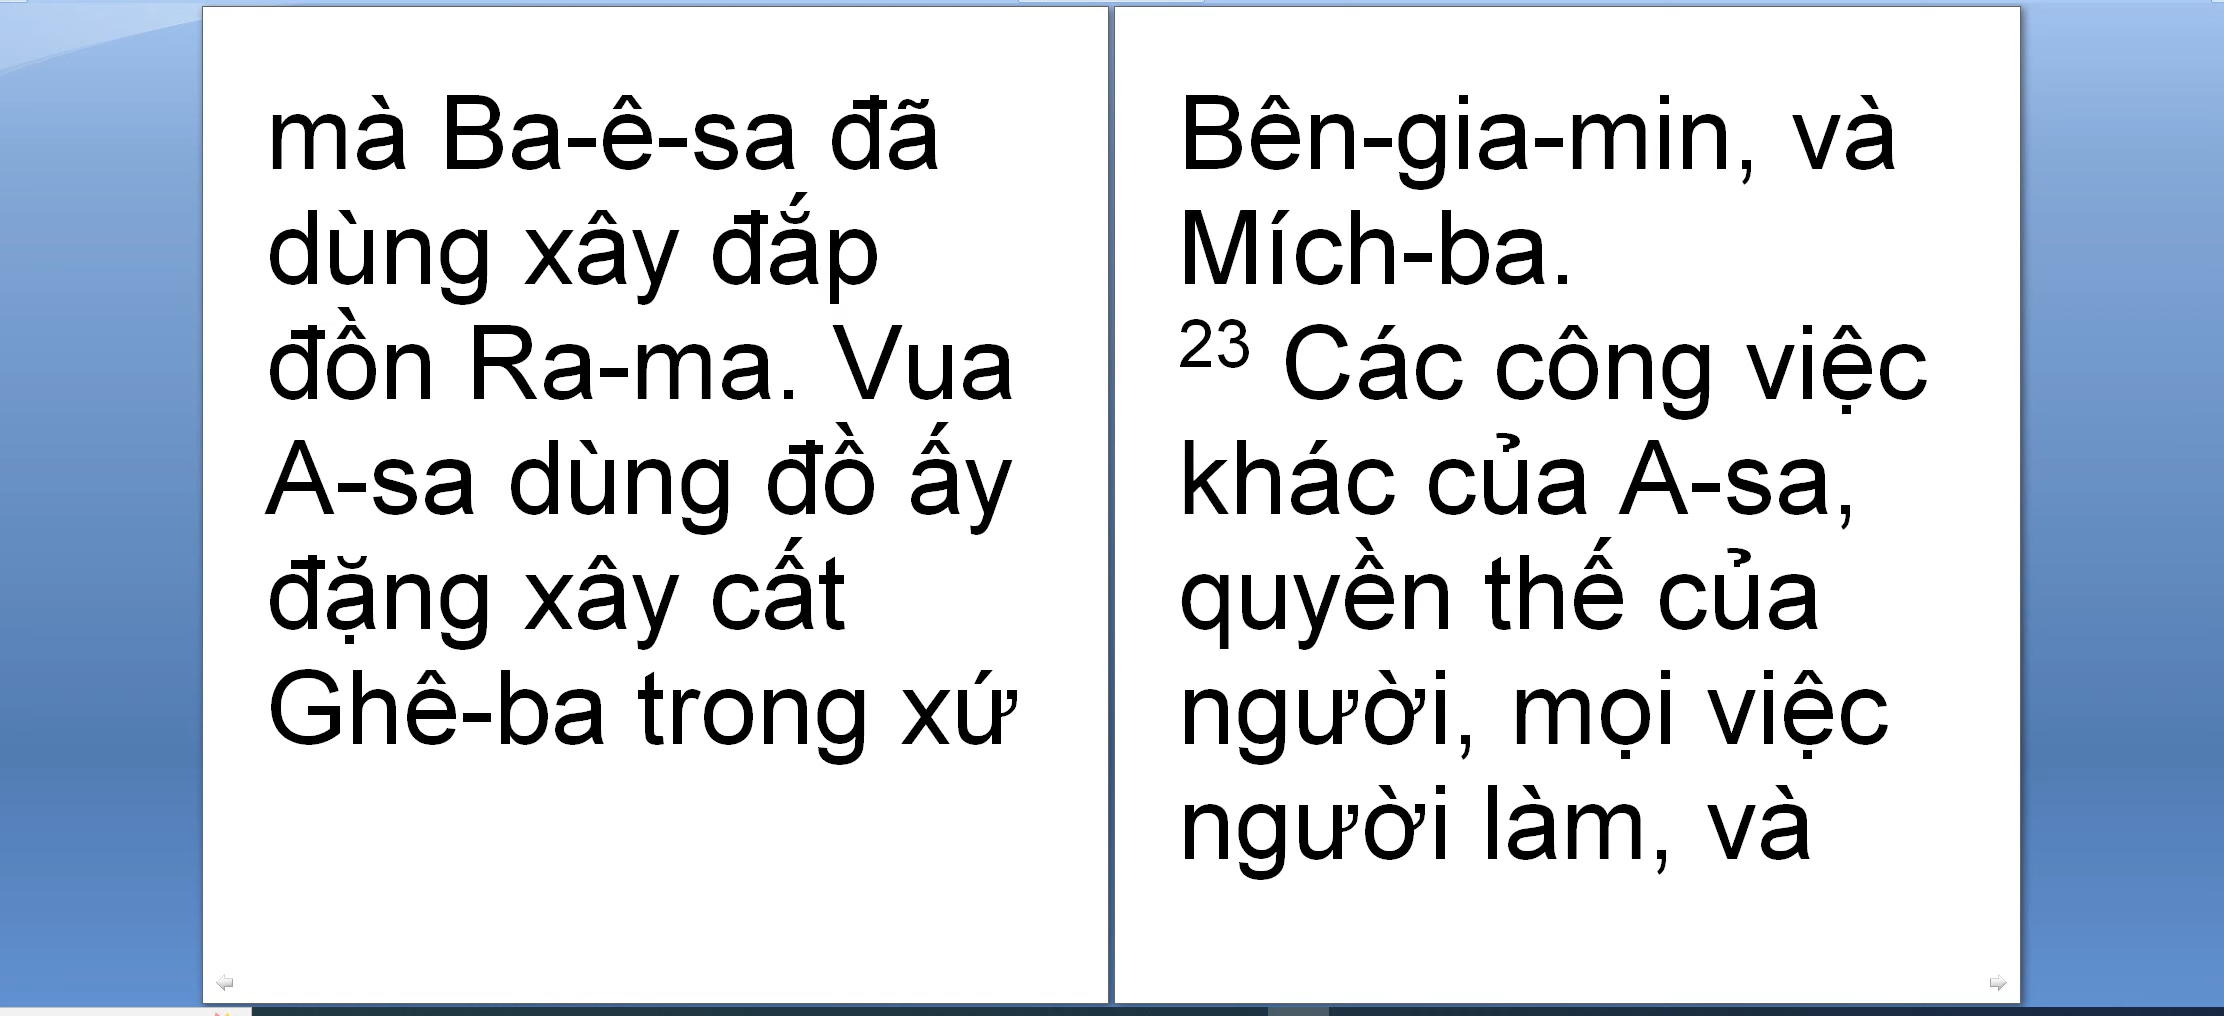 mà Ba-ê-sa đã
dùng xây đắp
đồn Ra-ma. Vua
A-sa dùng đồ ấy
đặng xây cất
Ghê-ba trong xứ
Bên-gia-min, và
Mích-ba.
23 Các công việc
khác của A-sa,
quyền thế của
người, mọi việc
người làm, và